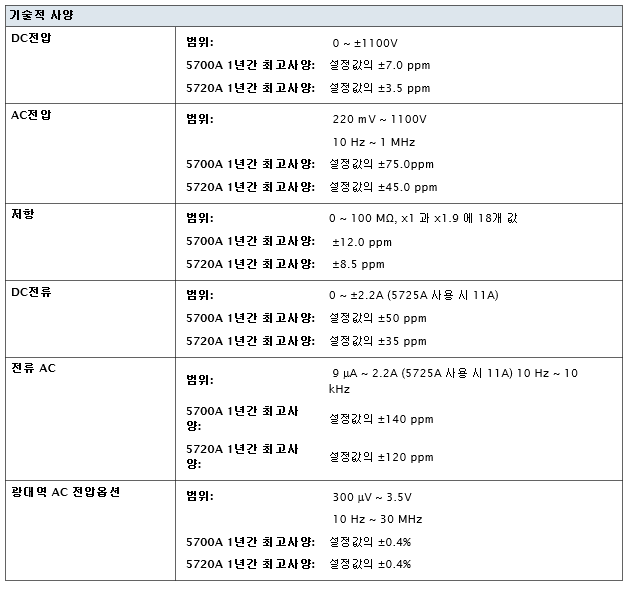 기술적 사양
DC전압
범위: 0 ~ ±1100V
5700A 1년간 최고사양: 설정값의 ±7.0 ppm
5720A 1년간 최고사양: 설정값의 ±3.5 ppm
AC전압
범위: 220 mV ~ 1100V
10 Hz ~ 1 MHz
5700A 1년간 최고사양: 설정값의 ±75.0ppm
5720A 1년간 최고사양: 설정값의 ±45.0 ppm
저항
범위: 0 ~ 100 MΩ, x1 과 x1.9 에 18개 값
5700A 1년간 최고사양: ±12.0 ppm
5720A 1년간 최고사양: ±8.5 ppm
DC전류
범위: 0 ~ ±2.2A (5725A 사용 시 11A)
5700A 1년간 최고사양: 설정값의 ±50 ppm
5720A 1년간 최고사양: 설정값의 ±35 ppm
전류 AC
범위: 9 µA ~ 2.2A (5725A 사용 시 11A) 10 Hz ~ 10
kHz
5700A 1년간 최고사
양: 설정값의 ±140 ppm
5720A 1년간 최고사
양: 설정값의 ±120 ppm
광대역 AC 전압옵션
범위: 300 µV ~ 3.5V
10 Hz ~ 30 MHz
5700A 1년간 최고사양: 설정값의 ±0.4%
5720A 1년간 최고사양: 설정값의 ±0.4%